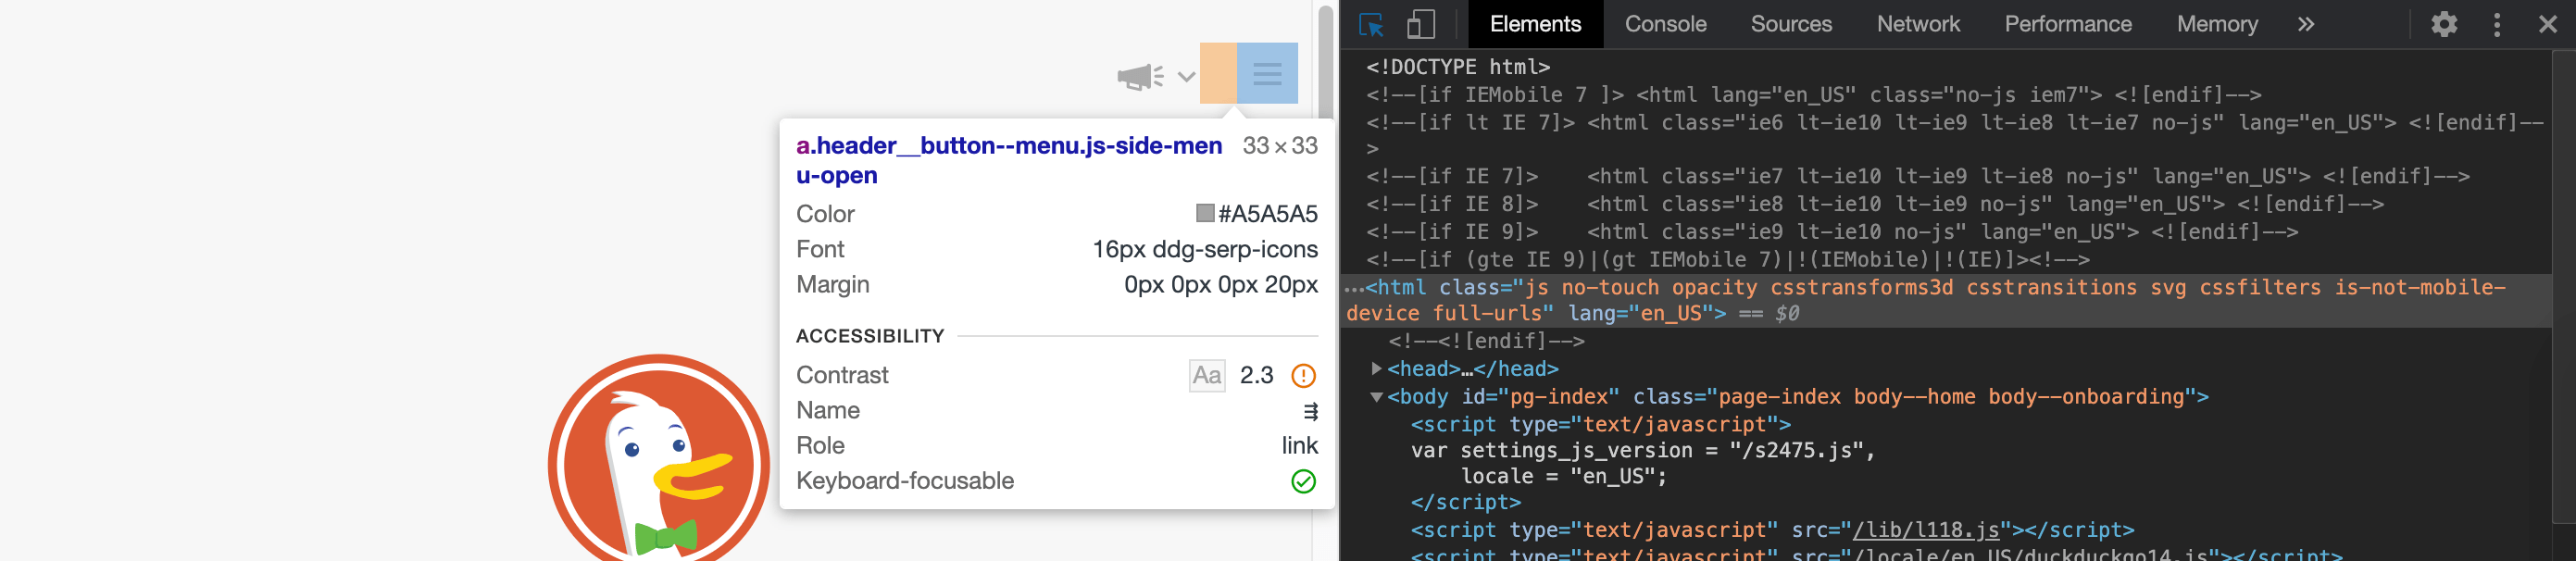 a.header__button--menu.js-side-men 33 × 33
u-open
Color #A5A5A5
Font 16px ddg-serp-icons
Margin 0px 0px 0px 20px
ACCESSIBILITY
Contrast Aa 2.3
Name ⇶
Role link
Keyboard-focusable
Elements Console Sources Network Performance Memory »
<!DOCTYPE html>
<!--[if IEMobile 7 ]> <html lang="en_US" class="no-js iem7"> <![endif]-->
<!--[if lt IE 7]> <html class="ie6 lt-ie10 lt-ie9 lt-ie8 lt-ie7 no-js" lang="en_US"> <![endif]--
>
<!--[if IE 7]>    <html class="ie7 lt-ie10 lt-ie9 lt-ie8 no-js" lang="en_US"> <![endif]-->
<!--[if IE 8]>    <html class="ie8 lt-ie10 lt-ie9 no-js" lang="en_US"> <![endif]-->
<!--[if IE 9]>    <html class="ie9 lt-ie10 no-js" lang="en_US"> <![endif]-->
<!--[if (gte IE 9)|(gt IEMobile 7)|!(IEMobile)|!(IE)]><!-->
…<html class="js no-touch opacity csstransforms3d csstransitions svg cssfilters is-not-mobile-
device full-urls" lang="en_US"> == $0
<!--<![endif]-->
<head>…</head>
<body id="pg-index" class="page-index body--home body--onboarding">
<script type="text/javascript">
var settings_js_version = "/s2475.js",
locale = "en_US";
</script>
<script type="text/javascript" src="/lib/l118.js"></script>
<script type="text/javascript" src="/locale/en_US/duckduckgo14.js"></script>